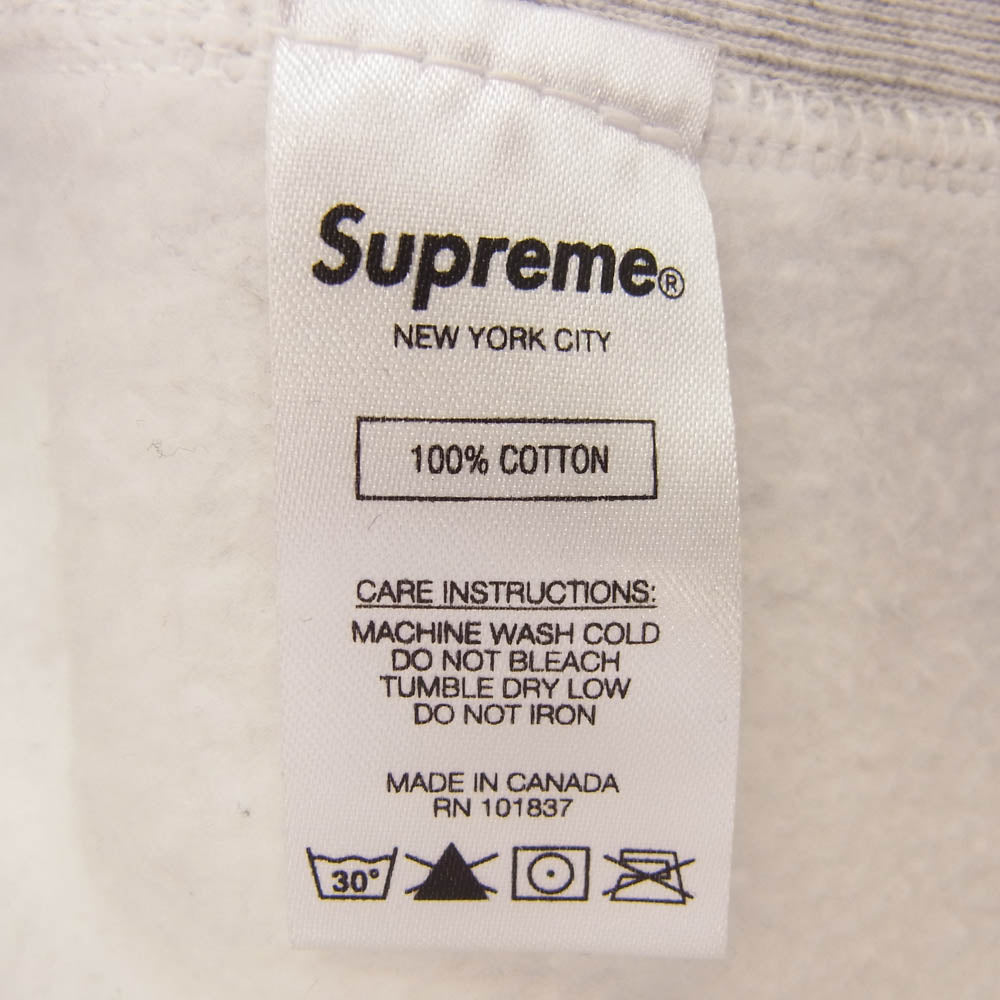 Supreme®
NEW YORK CITY
100% COTTON
CARE INSTRUCTIONS:
MACHINE WASH COLD
DO NOT BLEACH
TUMBLE DRY LOW
DO NOT IRON
MADE IN CANADA
RN 101837
30°